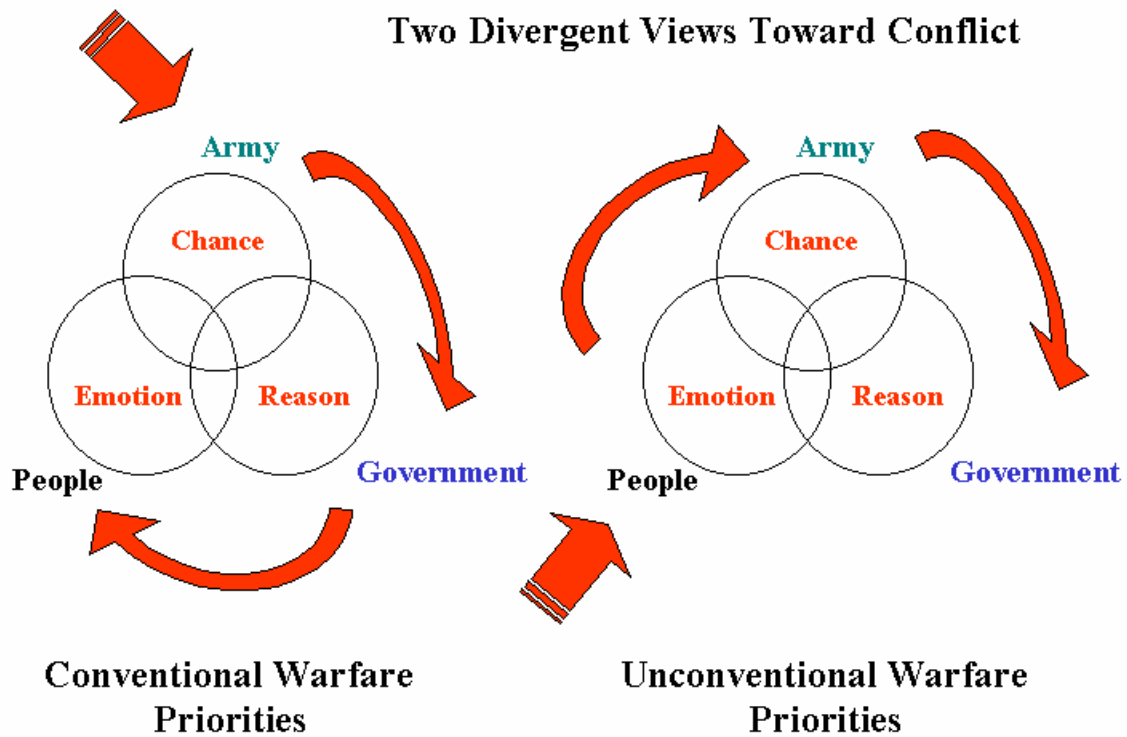 Two Divergent Views Toward Conflict
Army
Chance
Emotion
Reason
People
Government
Conventional Warfare
Priorities
Army
Chance
Emotion
Reason
People
Government
Unconventional Warfare
Priorities